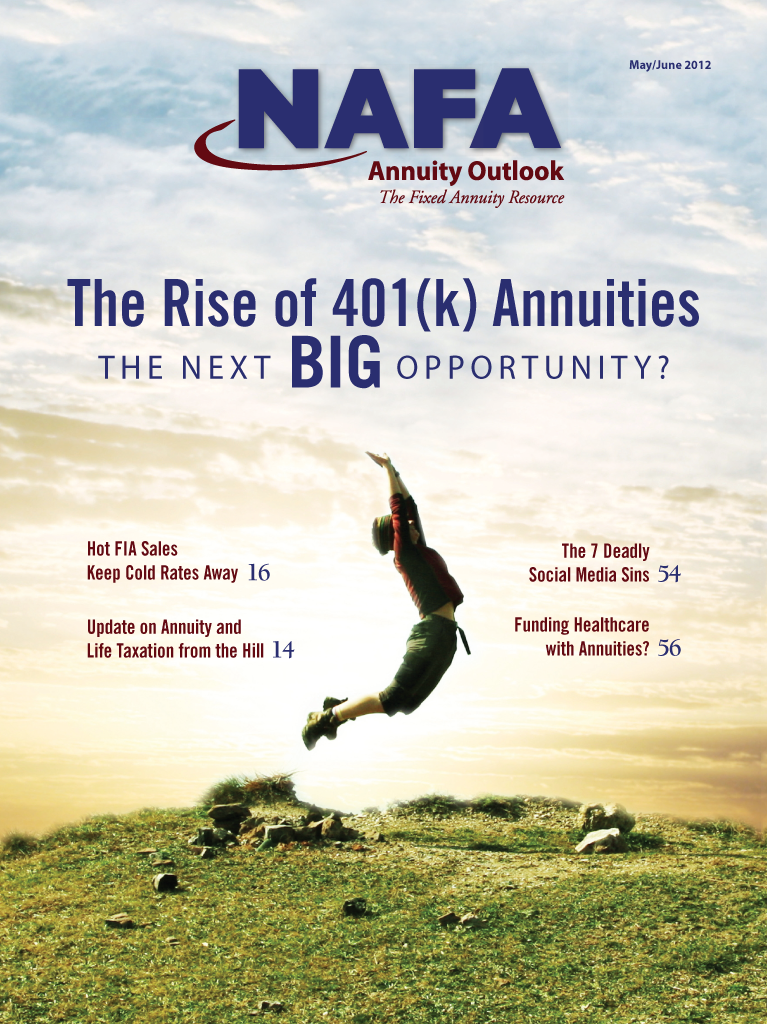 May/June 2012
NAFA
Annuity Outlook
The Fixed Annuity Resource
The Rise of 401(k) Annuities
THE NEXT BIG OPPORTUNITY?
Hot FIA Sales
Keep Cold Rates Away 16
Update on Annuity and
Life Taxation from the Hill 14
The 7 Deadly
Social Media Sins 54
Funding Healthcare
with Annuities? 56